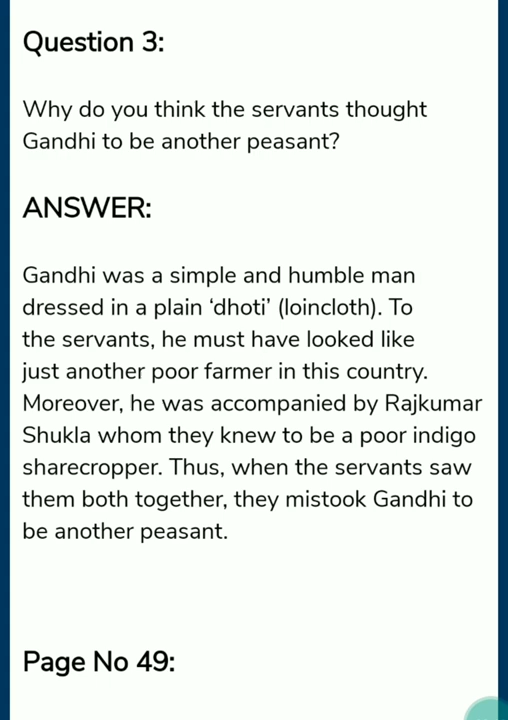 Question 3:
Why do you think the servants thought
Gandhi to be another peasant?
ANSWER:
Gandhi was a simple and humble man
dressed in a plain ‘dhoti’ (loincloth). To
the servants, he must have looked like
just another poor farmer in this country.
Moreover, he was accompanied by Rajkumar
Shukla whom they knew to be a poor indigo
sharecropper. Thus, when the servants saw
them both together, they mistook Gandhi to
be another peasant.
Page No 49: